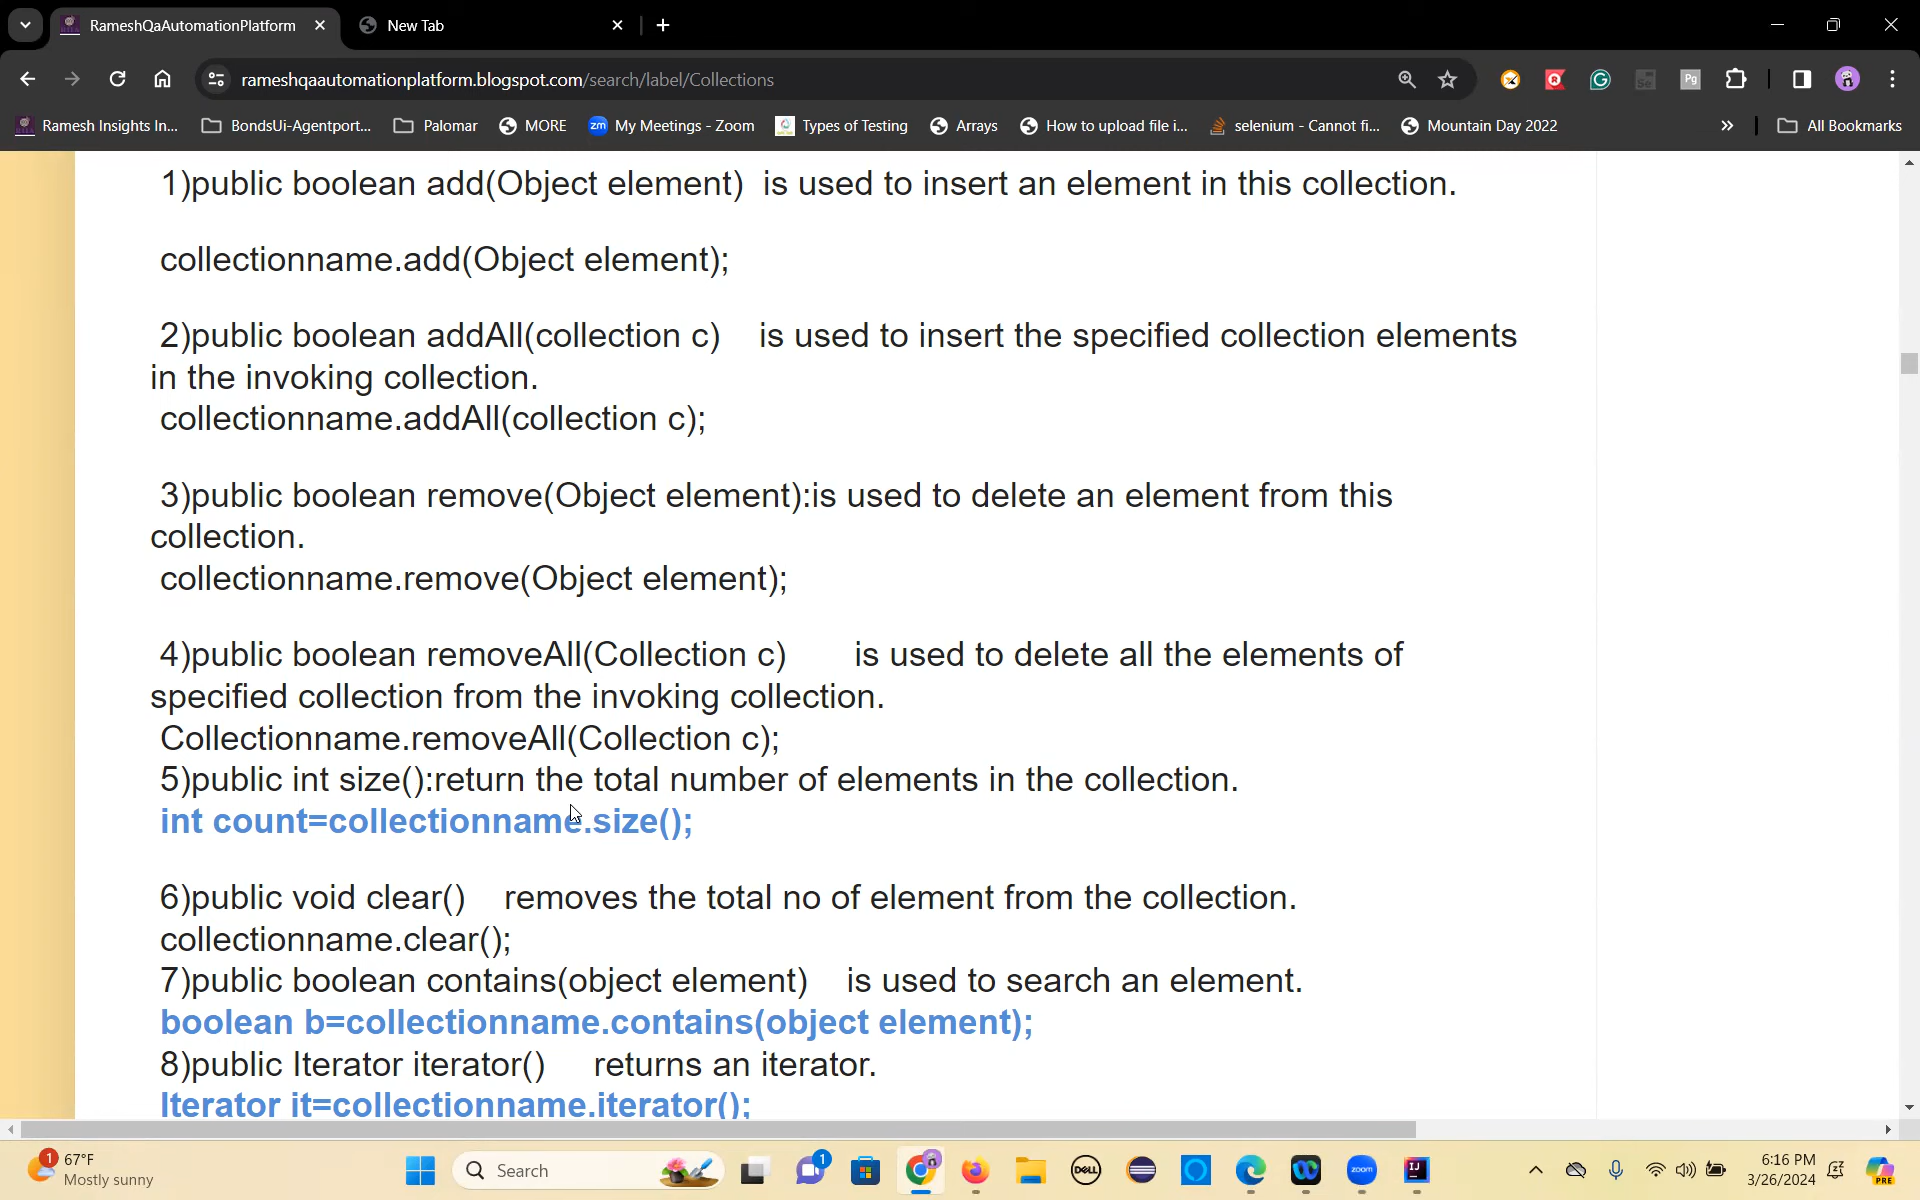 RameshQaAutomationPlatform
New Tab
rameshqaautomationplatform.blogspot.com/search/label/Collections
Ramesh Insights In...
BondsUi-Agentport...
Palomar
MORE
zm My Meetings - Zoom
Types of Testing
Arrays
How to upload file i...
selenium - Cannot fi...
Mountain Day 2022
All Bookmarks
1)public boolean add(Object element) is used to insert an element in this collection.
collectionname.add(Object element);
2)public boolean addAll(collection c) is used to insert the specified collection elements
in the invoking collection.
collectionname.addAll(collection c);
3)public boolean remove(Object element):is used to delete an element from this
collection.
collectionname.remove(Object element);
4)public boolean removeAll(Collection c) is used to delete all the elements of
specified collection from the invoking collection.
Collectionname.removeAll(Collection c);
5)public int size():return the total number of elements in the collection.
int count=collectionname.size();
6)public void clear() removes the total no of element from the collection.
collectionname.clear();
7)public boolean contains(object element) is used to search an element.
boolean b=collectionname.contains(object element);
8)public Iterator iterator() returns an iterator.
Iterator it=collectionname.iterator();
1
67°F
Mostly sunny
Search
1
DELL
zoom
IJ
6:16 PM
3/26/2024
PRE